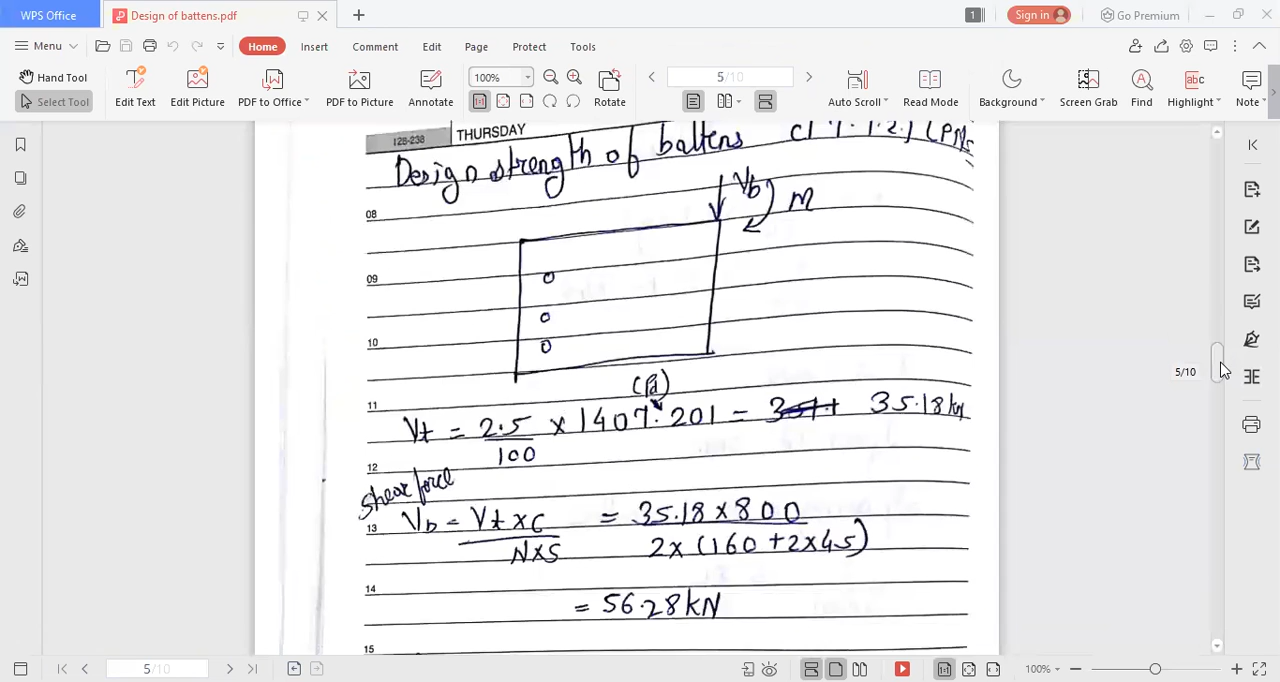 WPS Office
Design of battens.pdf
1
Sign in
Go Premium
Menu
Home
Insert
Comment
Edit
Page
Protect
Tools
Hand Tool
Select Tool
Edit Text
Edit Picture
PDF to Office
PDF to Picture
Annotate
100%
Rotate
5/10
Auto Scroll
Read Mode
Background
Screen Grab
Find
Highlight
Note
128-238
THURSDAY
Design strength of battens
08
Vb
M
09
10
(Pd)
11
Vt = 2.5 × 1407.201 = 35.18 kN
100
12
shear force
13
Vb = Vt × C = 35.18 × 800
N×S 2×(160+2×45)
14
= 56.28 kN
15
5/10
5/10
100%